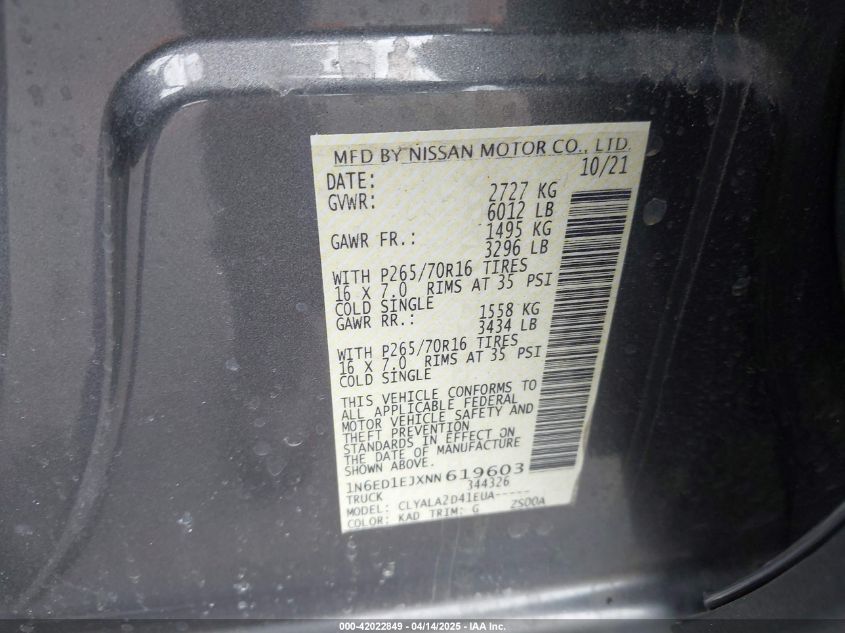 MFD BY NISSAN MOTOR CO., LTD.
DATE: 10/21
GVWR: 2727 KG
6012 LB
GAWR FR.: 1495 KG
3296 LB
WITH P265/70R16 TIRES
16 X 7.0 RIMS AT 35 PSI
COLD SINGLE
GAWR RR.: 1558 KG
3434 LB
WITH P265/70R16 TIRES
16 X 7.0 RIMS AT 35 PSI
COLD SINGLE
THIS VEHICLE CONFORMS TO
ALL APPLICABLE FEDERAL
MOTOR VEHICLE SAFETY AND
THEFT PREVENTION
STANDARDS IN EFFECT ON
THE DATE OF MANUFACTURE
SHOWN ABOVE.
1N6ED1EJXNN619603
TRUCK 344326
MODEL: CLYALA2D41EUA-----
COLOR: KAD TRIM: G 2S00A
000-42022849 - 04/14/2025 - IAA Inc.